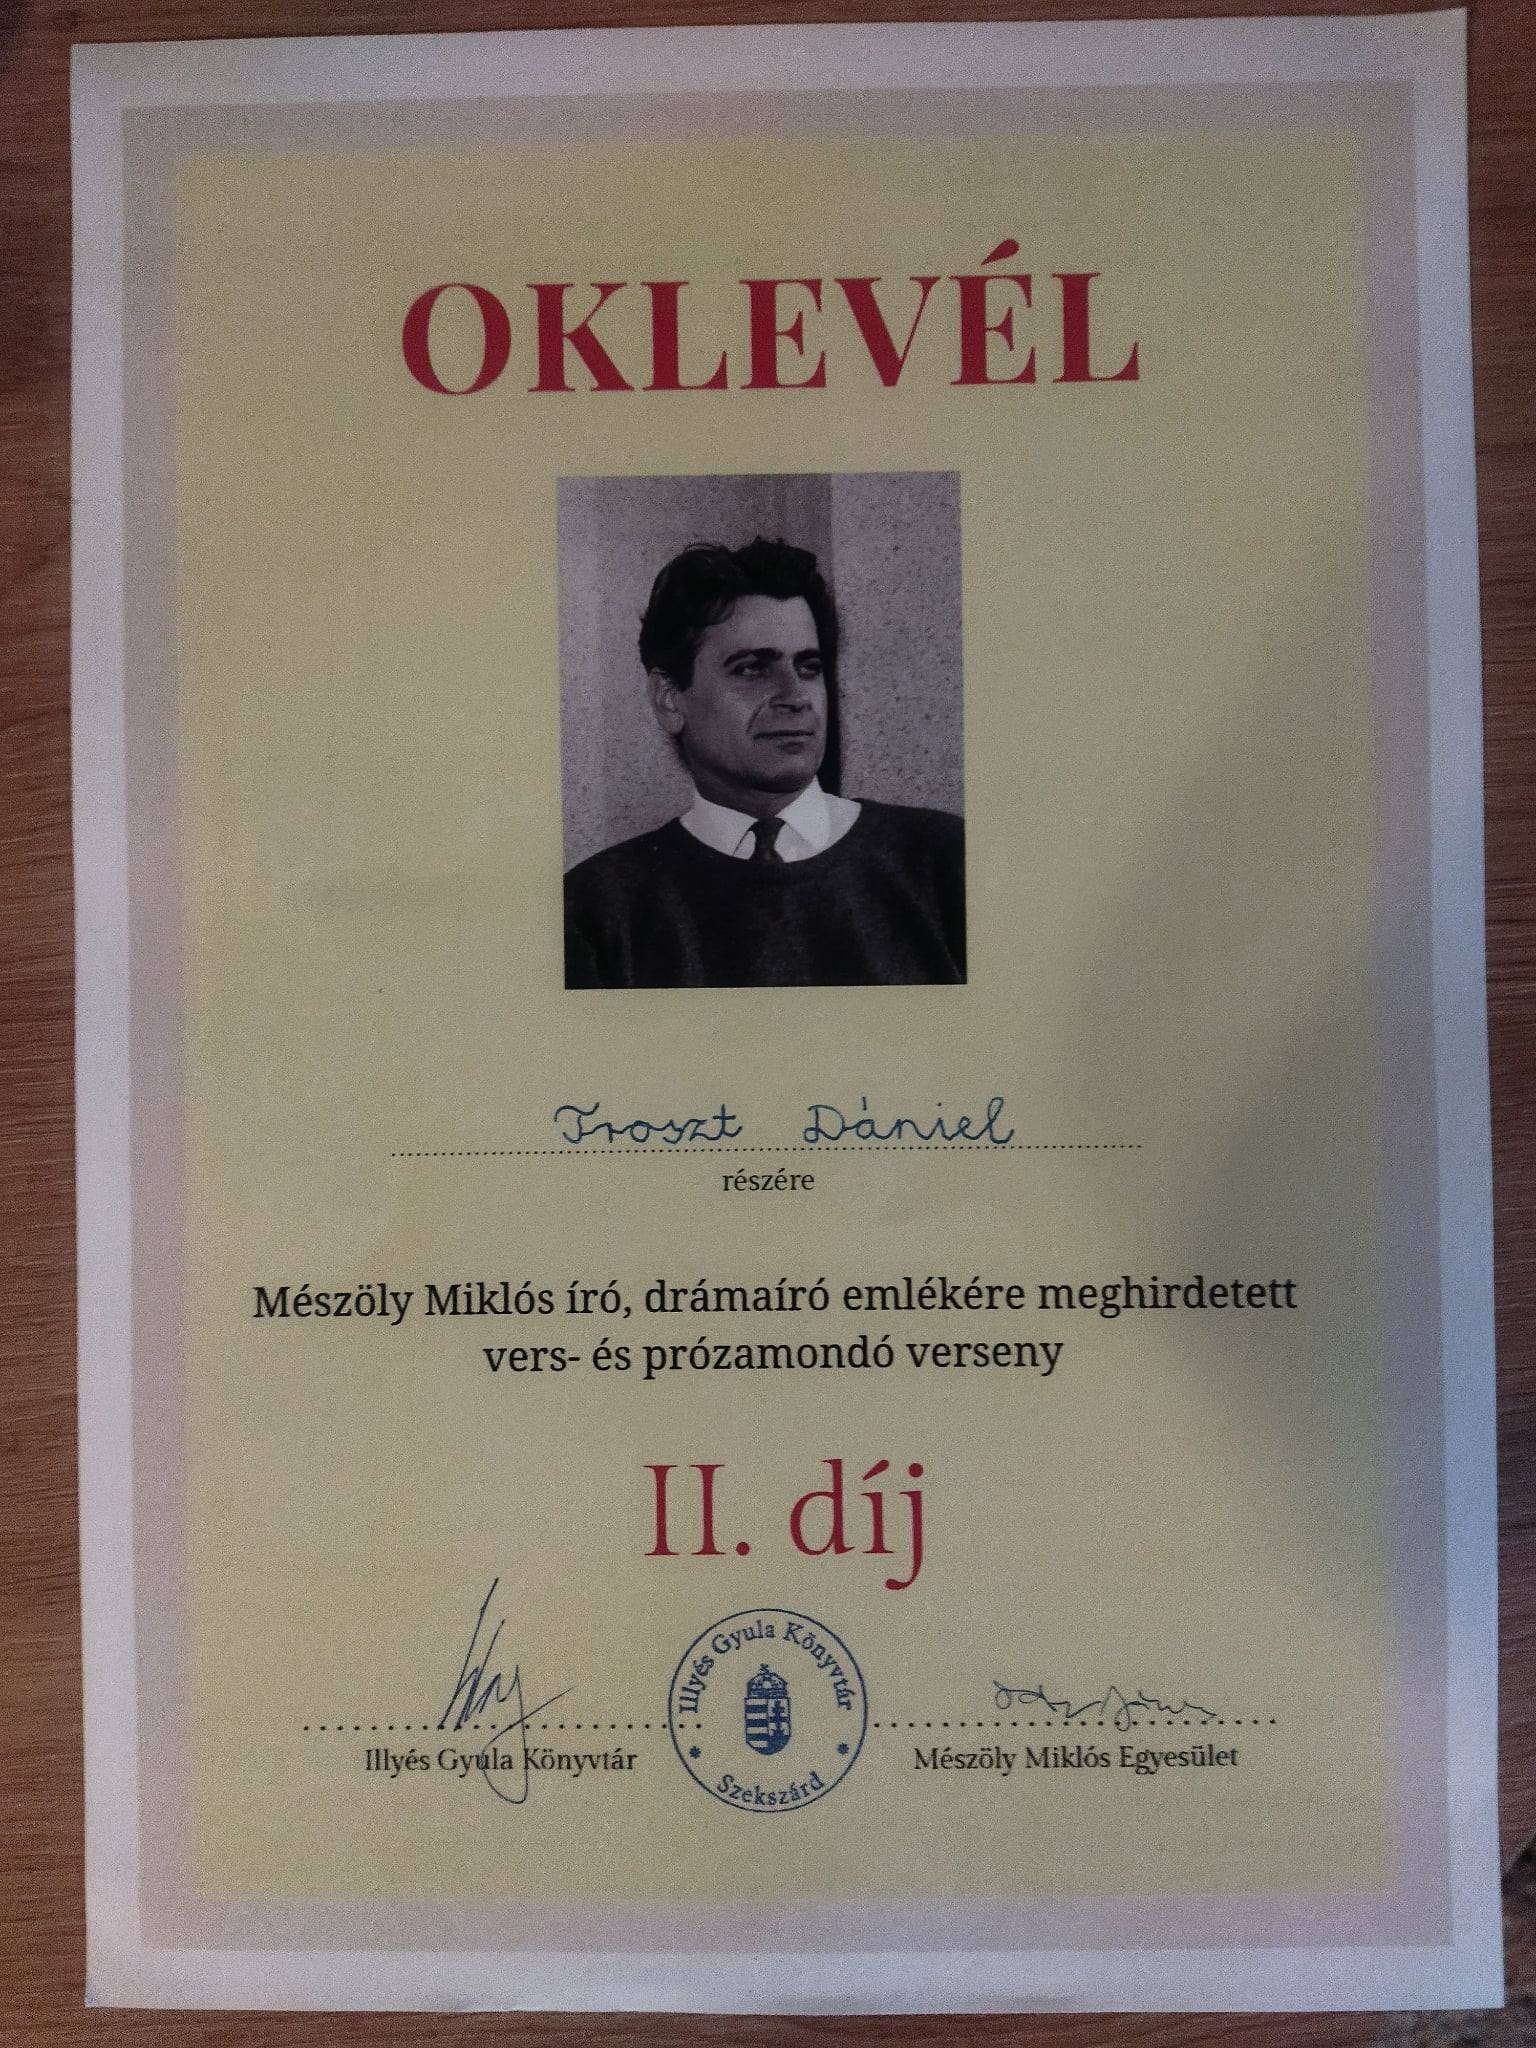 OKLEVÉL
Troszt Dániel
részére
Mészöly Miklós író, drámaíró emlékére meghirdetett
vers- és prózamondó verseny
II. díj
Illyés Gyula Könyvtár
Illyés Gyula Könyvtár
Szekszárd
Mészöly Miklós Egyesület